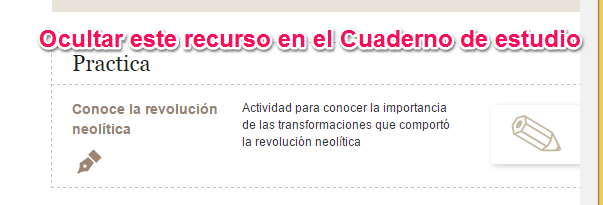 Ocultar este recurso en el Cuaderno de estudio
Practica
Conoce la revolución
neolítica
Actividad para conocer la importancia
de las transformaciones que comportó
la revolución neolítica